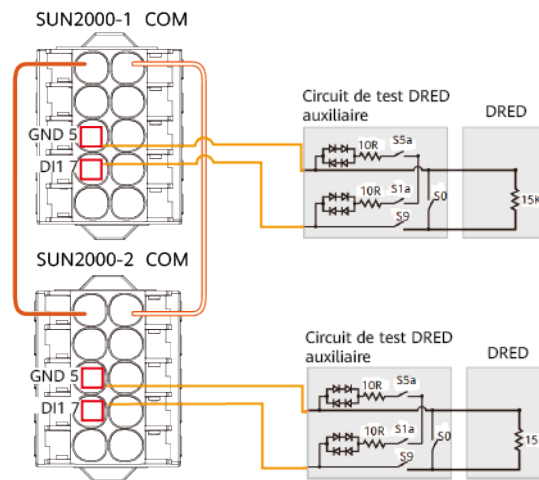 SUN2000-1 COM
Circuit de test DRED
auxiliaire
DRED
GND 5
DI1 7
10R
S5a
10R
S1a
S0
S9
15K
SUN2000-2 COM
Circuit de test DRED
auxiliaire
DRED
GND 5
DI1 7
10R
S5a
10R
S1a
S0
S9
15